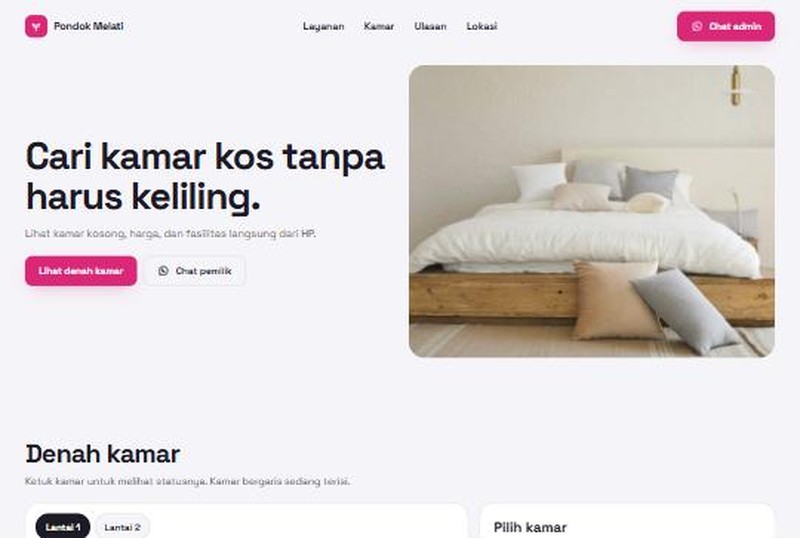 Pondok Melati
Layanan
Kamar
Ulasan
Lokasi
Chat admin
Cari kamar kos tanpa
harus keliling.
Lihat kamar kosong, harga, dan fasilitas langsung dari HP.
Lihat denah kamar
Chat pemilik
Denah kamar
Ketuk kamar untuk melihat statusnya. Kamar bergaris sedang terisi.
Lantai 1
Lantai 2
Pilih kamar